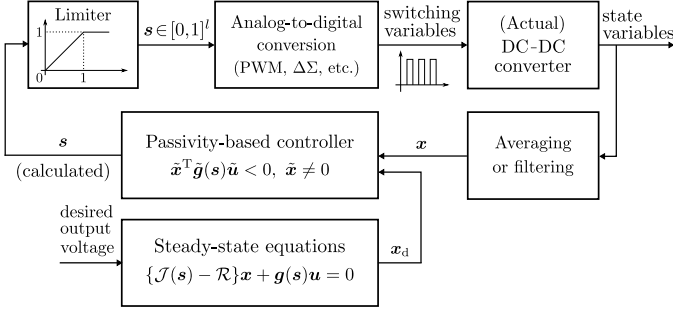 Limiter
1
0
1
s∈[0,1]^l
Analog-to-digital
conversion
(PWM, ΔΣ, etc.)
switching
variables
(Actual)
DC-DC
converter
state
variables
s
(calculated)
Passivity-based controller
x̃ᵀg̃(s)ũ<0, x̃≠0
x
Averaging
or filtering
desired
output
voltage
Steady-state equations
{𝒥(s)−ℛ}x+g(s)u=0
x_d